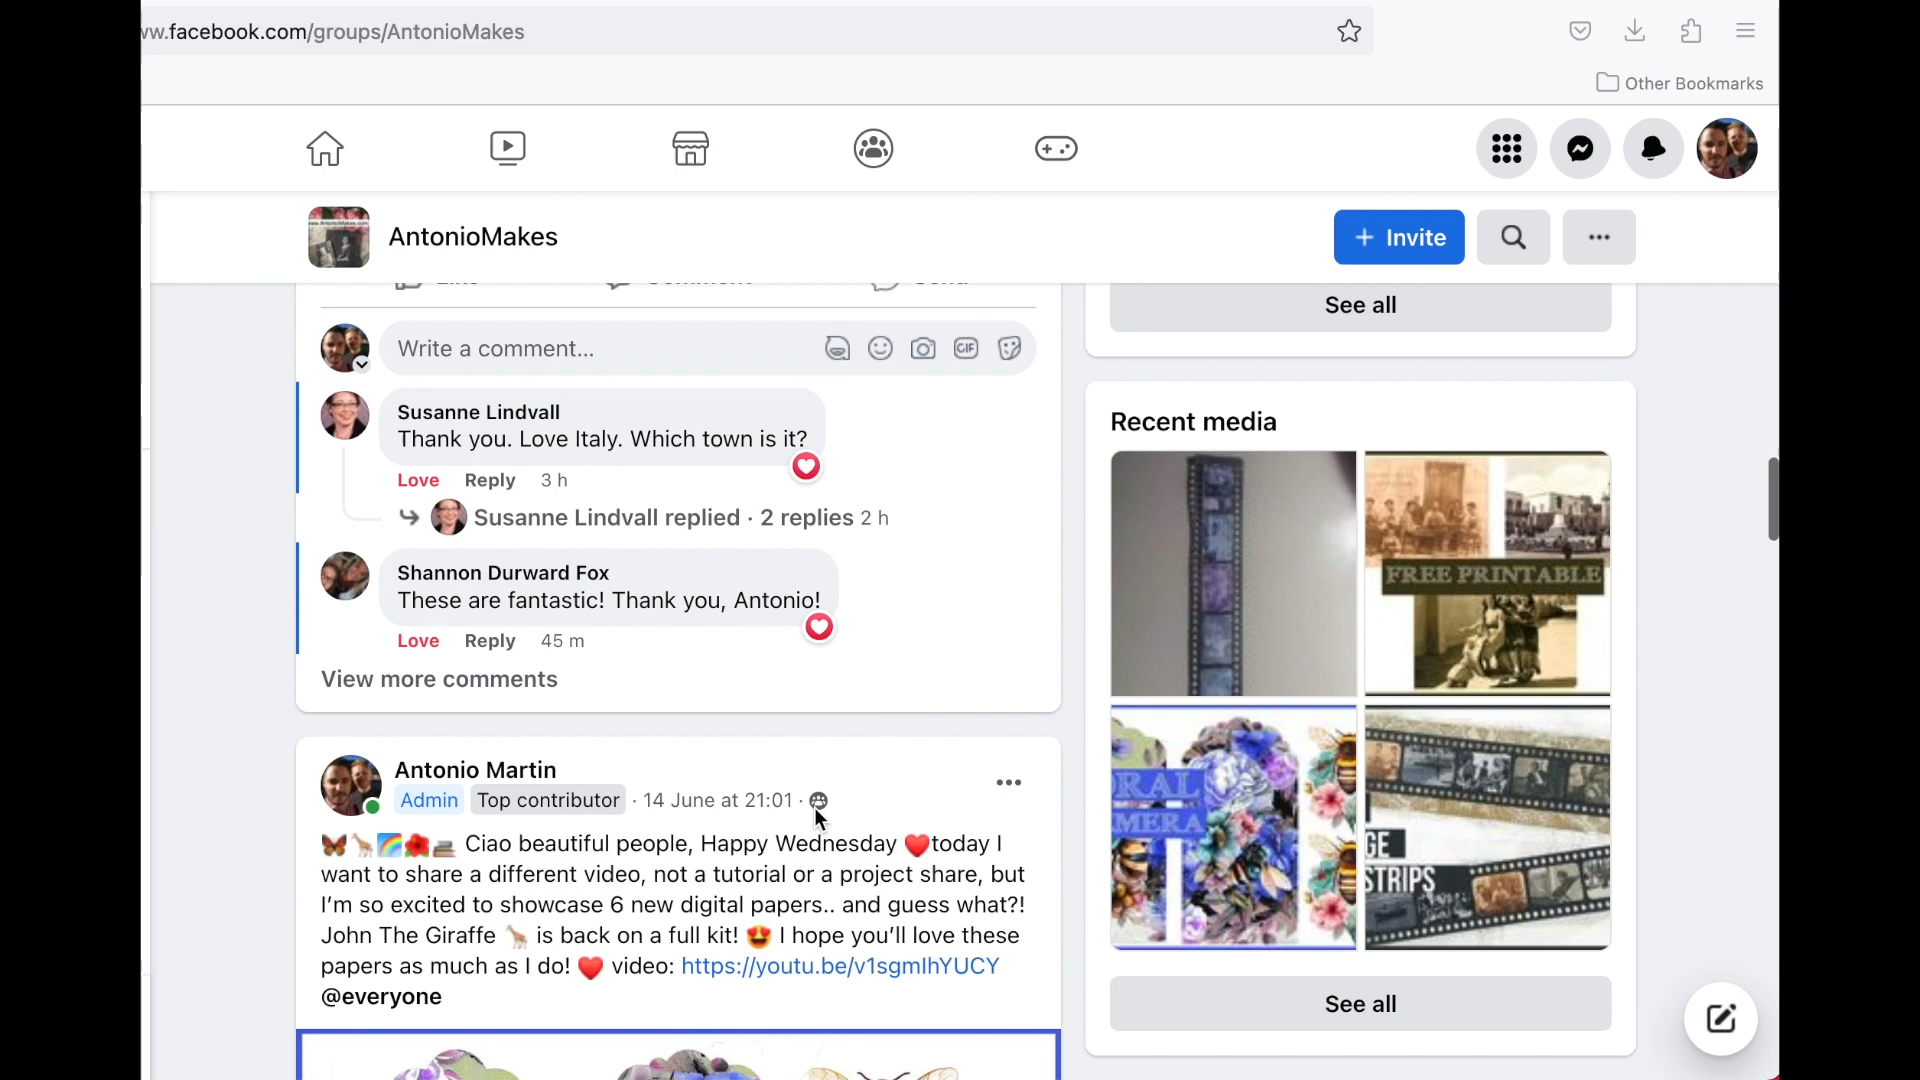 ww.facebook.com/groups/AntonioMakes
Other Bookmarks
AntonioMakes
+ Invite
See all
Write a comment...
GIF
Susanne Lindvall
Thank you. Love Italy. Which town is it?
Love Reply 3 h
Susanne Lindvall replied · 2 replies 2 h
Shannon Durward Fox
These are fantastic! Thank you, Antonio!
Love Reply 45 m
View more comments
Recent media
FREE PRINTABLE
ORAL
MERA
GE
STRIPS
See all
Antonio Martin
Admin Top contributor · 14 June at 21:01 ·
🦋🦒🌈🌺📚 Ciao beautiful people, Happy Wednesday ❤️today I
want to share a different video, not a tutorial or a project share, but
I'm so excited to showcase 6 new digital papers.. and guess what?!
John The Giraffe 🦒 is back on a full kit! 😍 I hope you'll love these
papers as much as I do! ❤️ video: https://youtu.be/v1sgmlhYUCY
@everyone